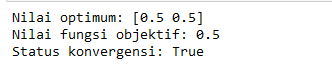 Nilai optimum: [0.5 0.5]
Nilai fungsi objektif: 0.5
Status konvergensi: True